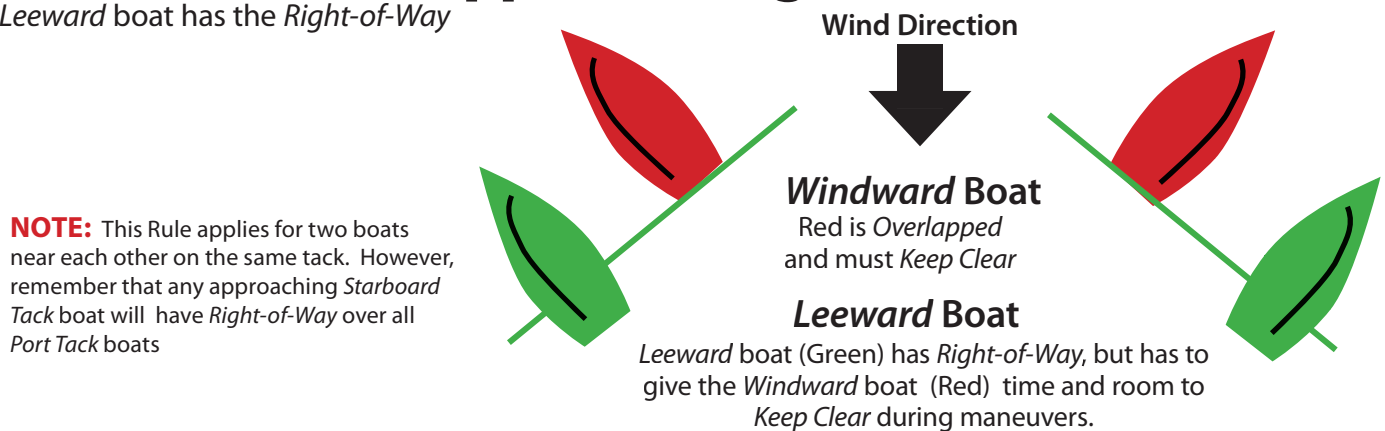 Leeward boat has the Right-of-Way
Wind Direction
Windward Boat
Red is Overlapped
and must Keep Clear
NOTE: This Rule applies for two boats
near each other on the same tack. However,
remember that any approaching Starboard
Tack boat will have Right-of-Way over all
Port Tack boats
Leeward Boat
Leeward boat (Green) has Right-of-Way, but has to
give the Windward boat (Red) time and room to
Keep Clear during maneuvers.